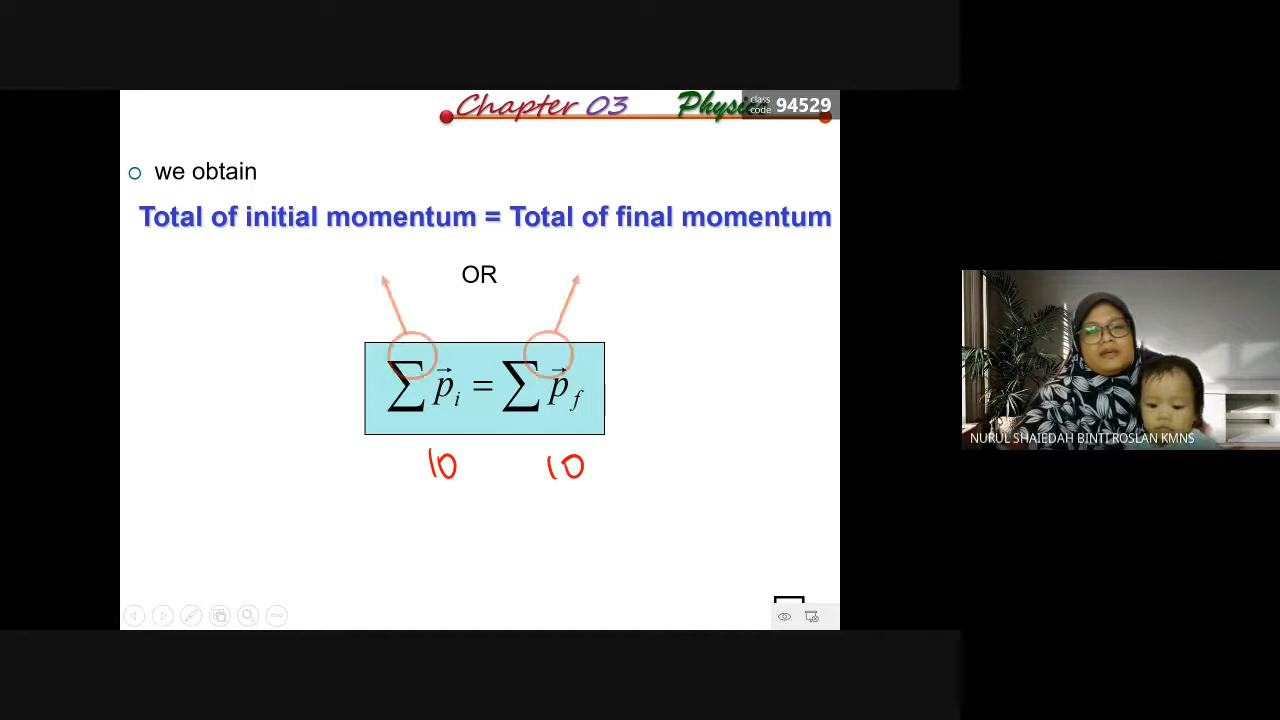 Chapter 03
class code 94529
we obtain
Total of initial momentum = Total of final momentum
OR
∑ p⃗ᵢ = ∑ p⃗_f
10 10
NURUL SHAIEDAH BINTI ROSLAN KMNS